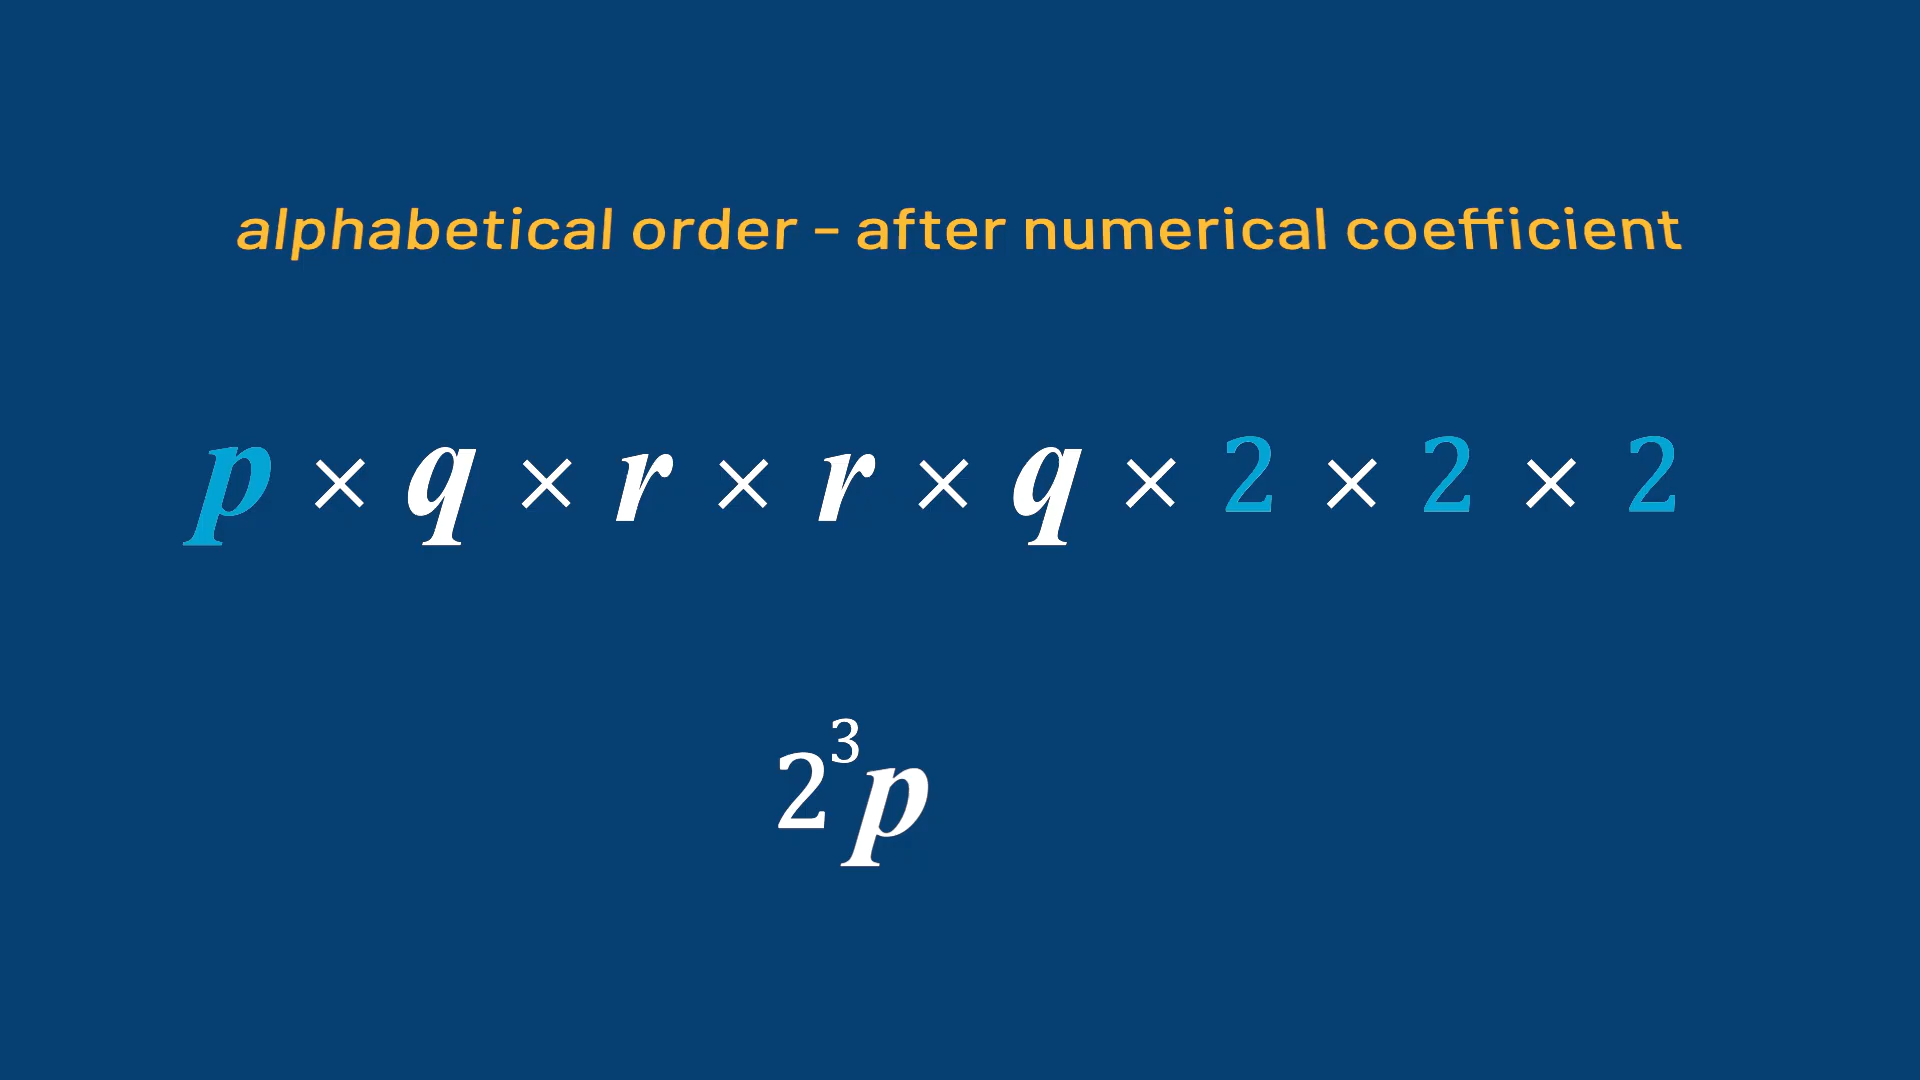 alphabetical order – after numerical coefficient
p × q × r × r × q × 2 × 2 × 2
2³p